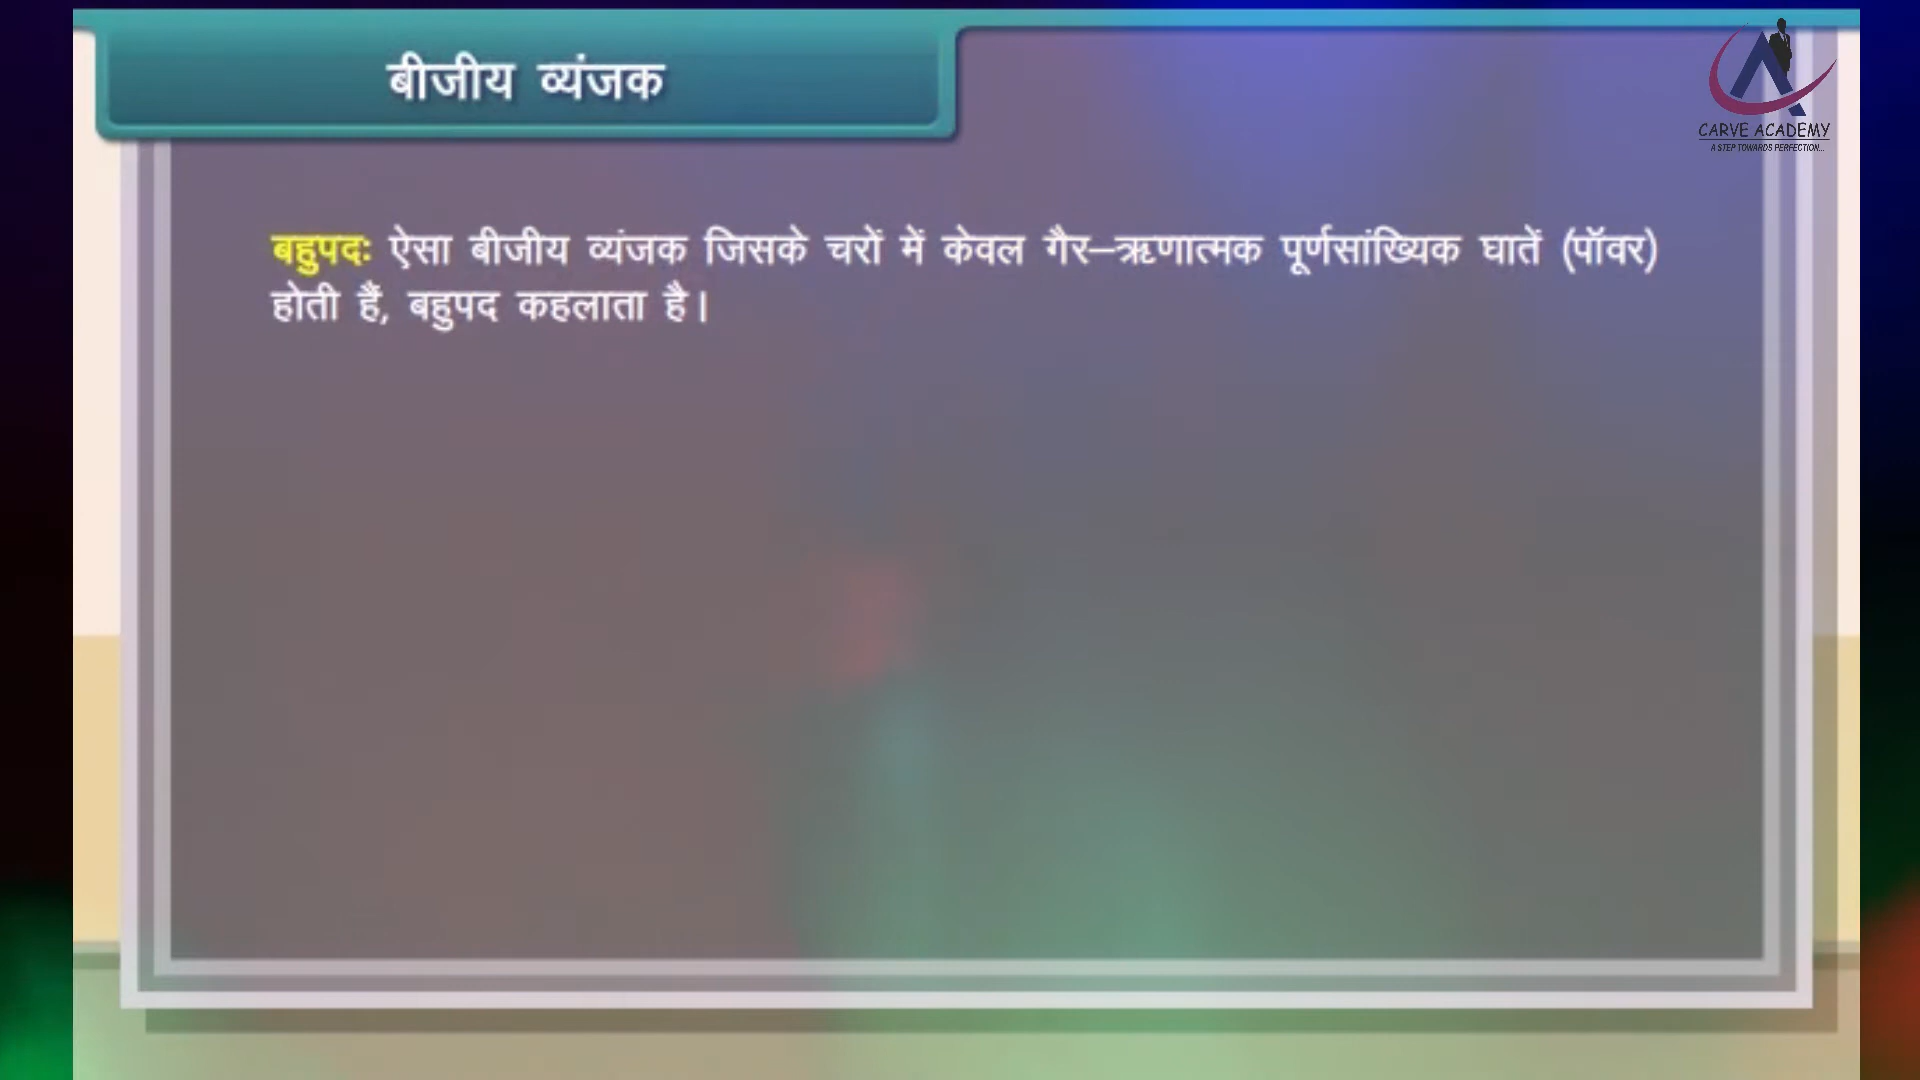 बीजीय व्यंजक
CARVE ACADEMY
A STEP TOWARDS PERFECTION...
बहुपदः ऐसा बीजीय व्यंजक जिसके चरों में केवल गैर–ऋणात्मक पूर्णसांख्यिक घातें (पॉवर)
होती हैं, बहुपद कहलाता है।